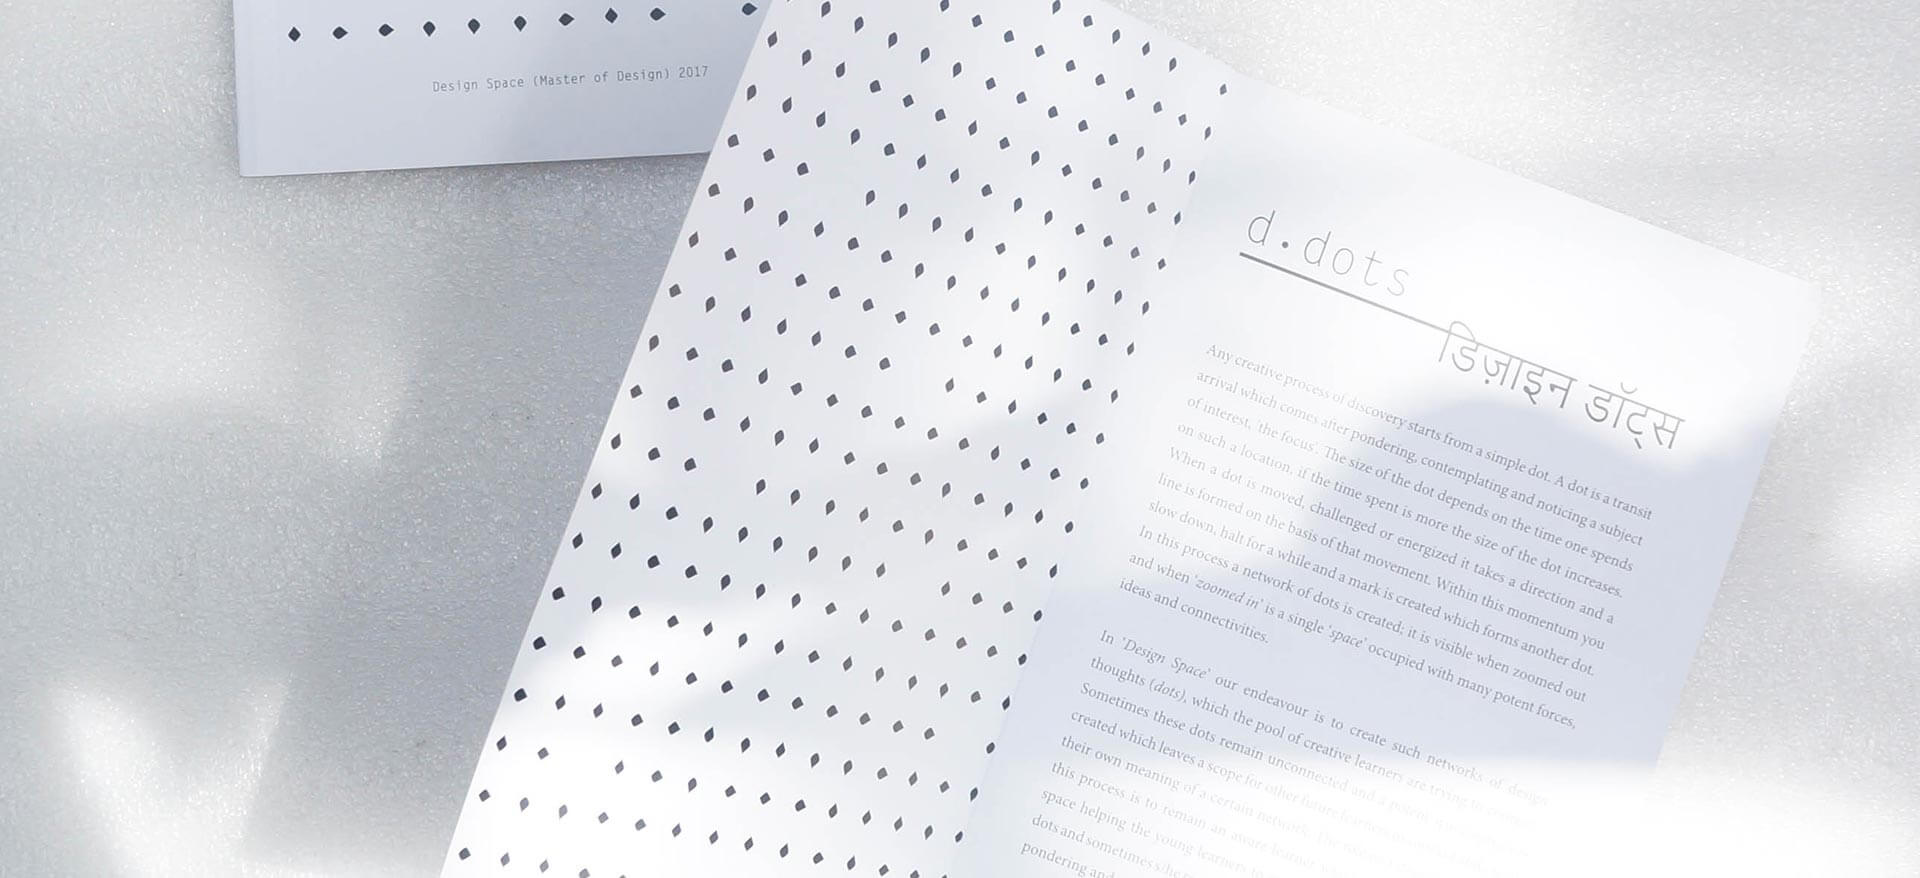 Design Space (Master of Design) 2017
d.dots
डिज़ाइन डॉट्स
Any creative process of discovery starts from a simple dot. A dot is a transit
arrival which comes after pondering, contemplating and noticing a subject
of interest, 'the focus'. The size of the dot depends on the time one spends
on such a location, if the time spent is more the size of the dot increases.
When a dot is moved, challenged or energized it takes a direction and a
line is formed on the basis of that movement. Within this momentum you
slow down, halt for a while and a mark is created which forms another dot.
In this process a network of dots is created; it is visible when zoomed out
and when 'zoomed in' is a single 'space' occupied with many potent forces,
ideas and connectivities.
In 'Design Space' our endeavour is to create such networks of design
thoughts (dots), which the pool of creative learners are trying to
Sometimes these dots remain unconnected and a potent
created which leaves a scope for other future learners
their own meaning of a certain network. The
this process is to remain an aware learner
space helping the young learners to
dots and sometimes s/he
pondering and